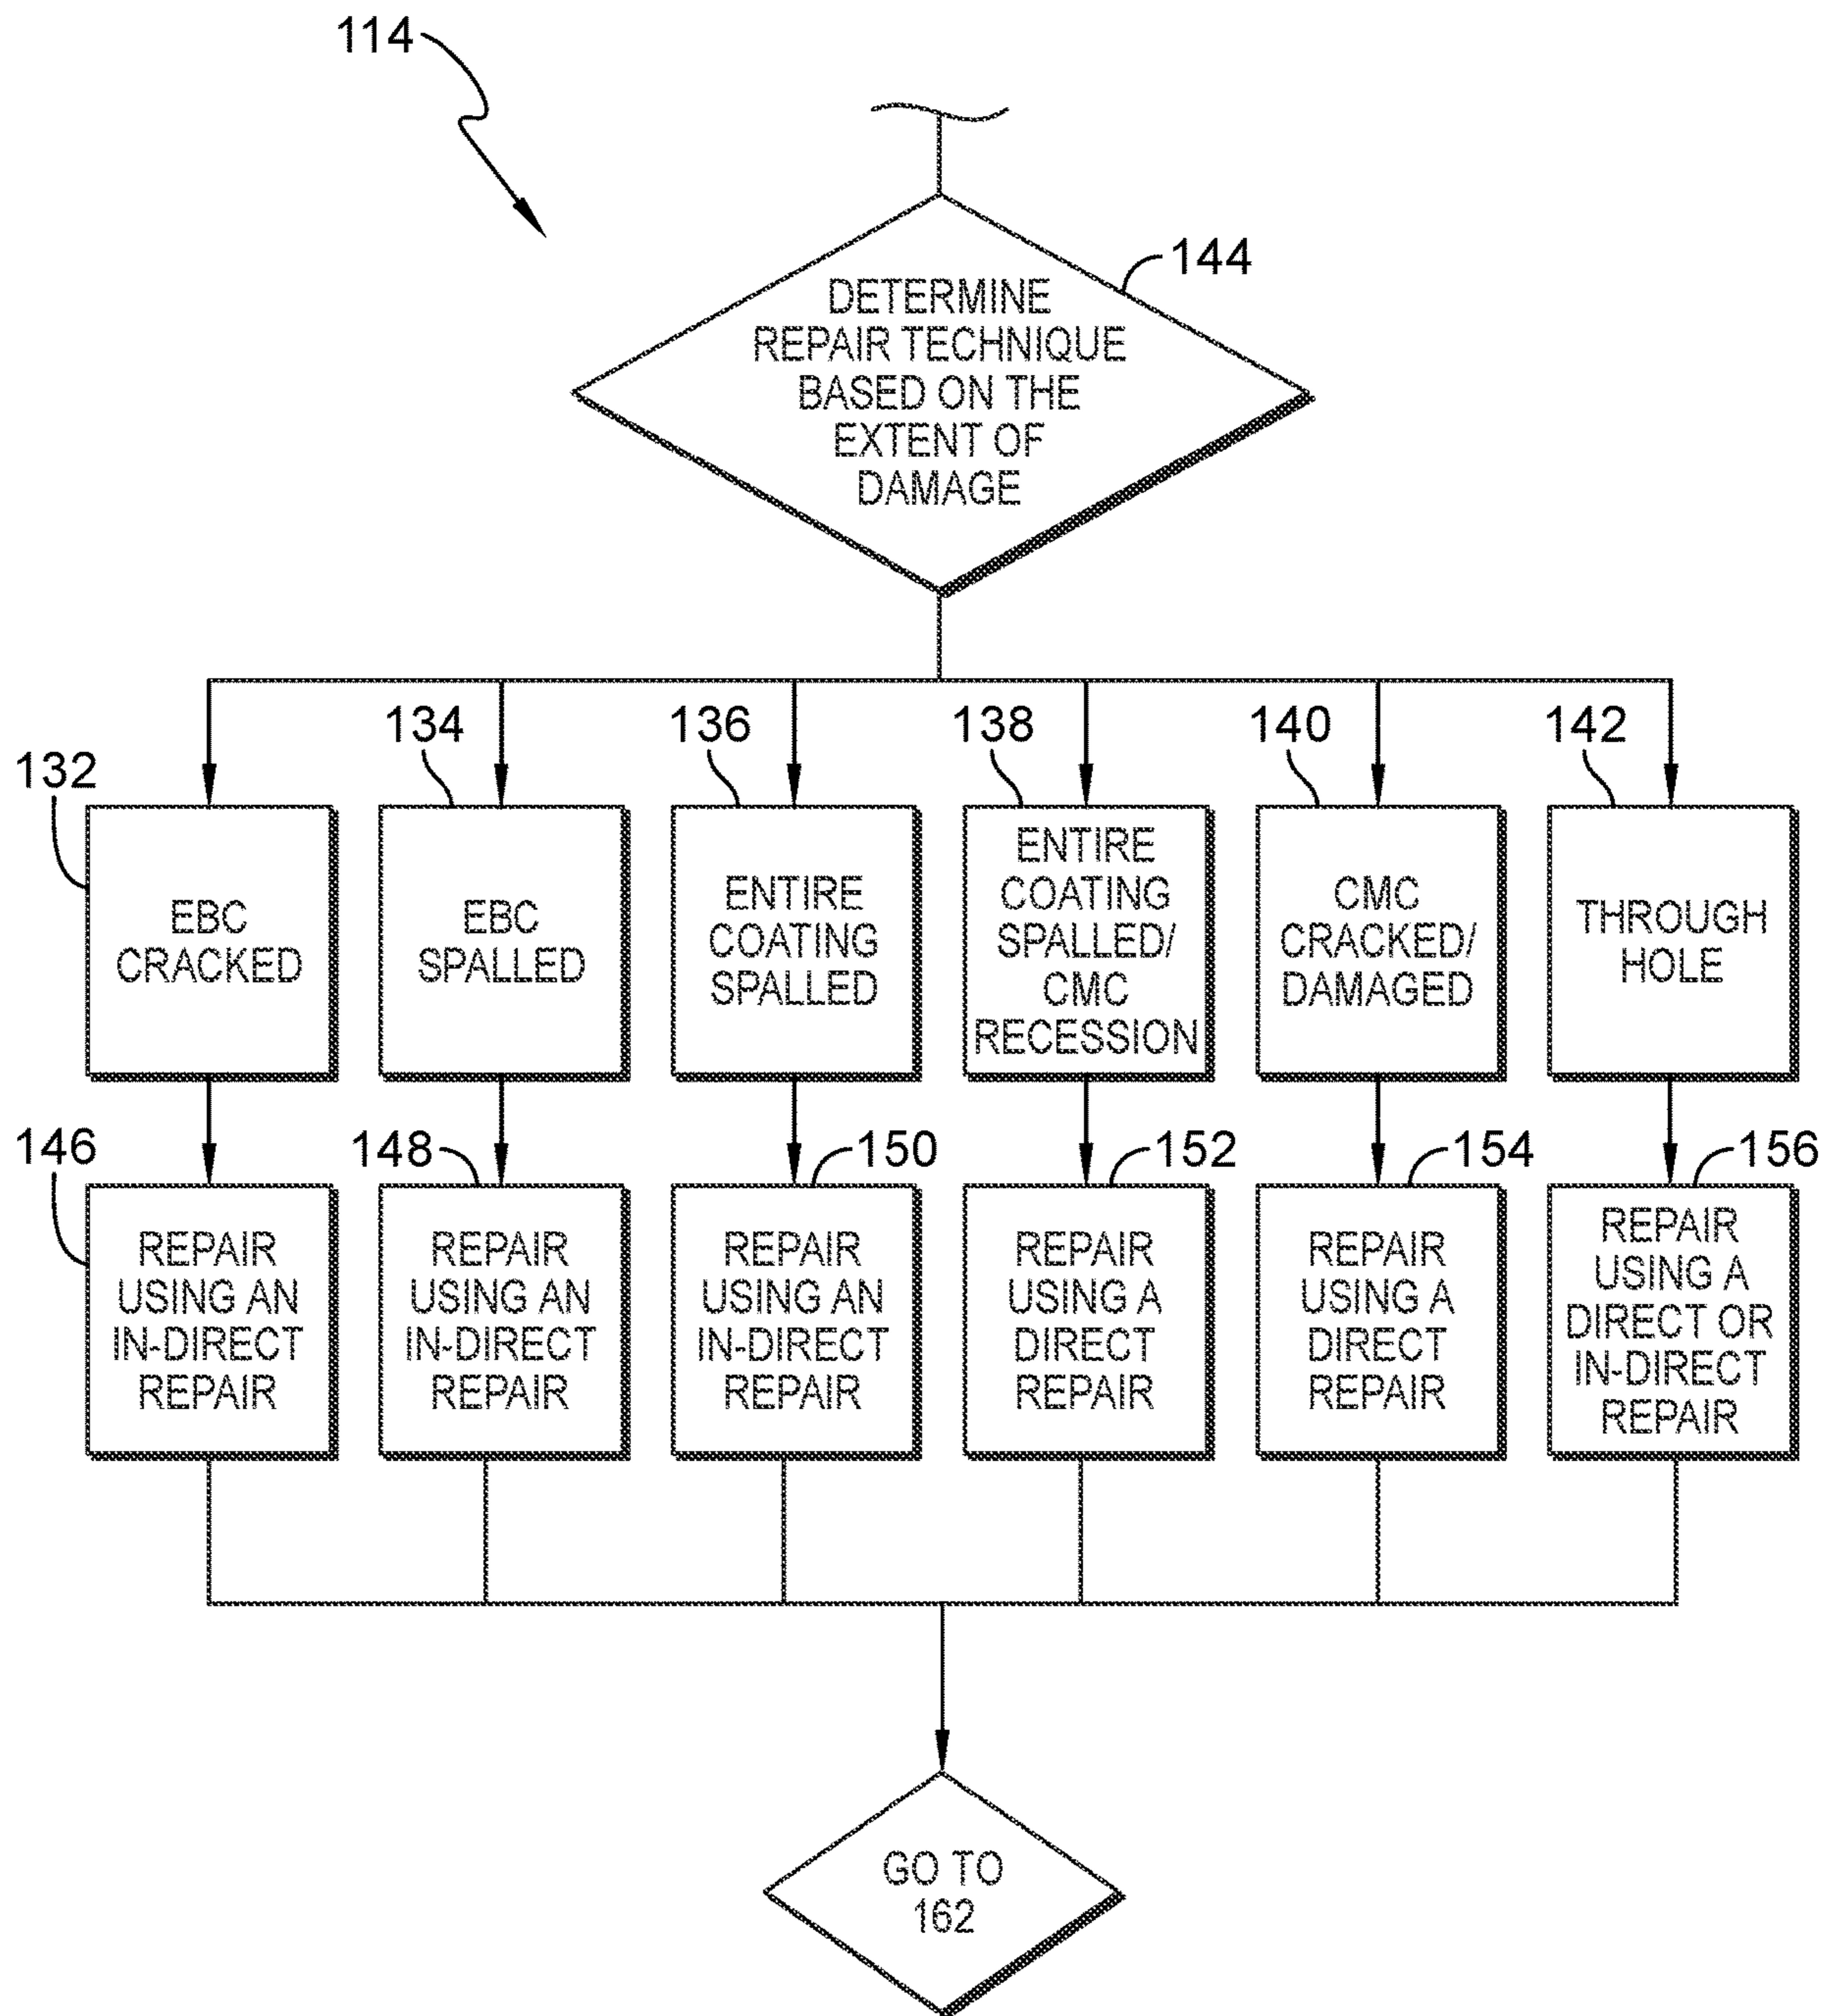 114
144
DETERMINE
REPAIR TECHNIQUE
BASED ON THE
EXTENT OF
DAMAGE
132
134
136
138
140
142
EBC
CRACKED
EBC
SPALLED
ENTIRE
COATING
SPALLED
ENTIRE
COATING
SPALLED/
CMC
RECESSION
CMC
CRACKED/
DAMAGED
THROUGH
HOLE
146
148
150
152
154
156
REPAIR
USING AN
IN-DIRECT
REPAIR
REPAIR
USING AN
IN-DIRECT
REPAIR
REPAIR
USING AN
IN-DIRECT
REPAIR
REPAIR
USING A
DIRECT
REPAIR
REPAIR
USING A
DIRECT
REPAIR
REPAIR
USING A
DIRECT OR
IN-DIRECT
REPAIR
GO TO
162